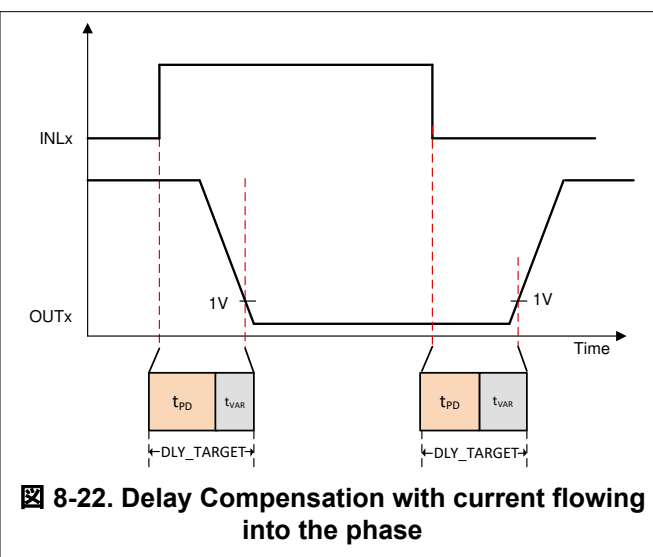 INLx
1V
1V
OUTx
Time
tPD
tVAR
tPD
tVAR
DLY_TARGET
DLY_TARGET
図 8-22. Delay Compensation with current flowing
into the phase